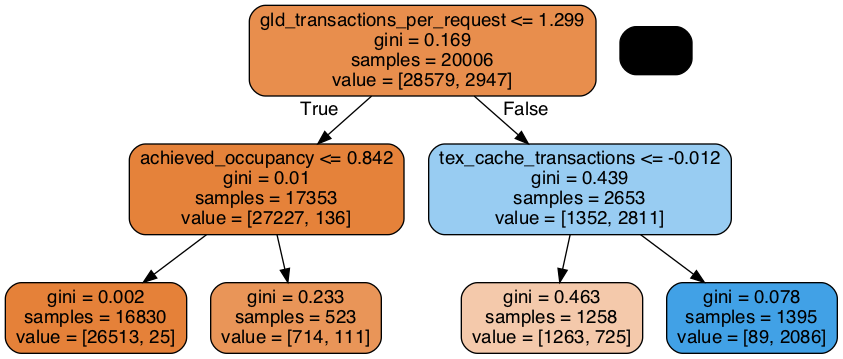 gld_transactions_per_request <= 1.299
gini = 0.169
samples = 20006
value = [28579, 2947]
True
False
achieved_occupancy <= 0.842
gini = 0.01
samples = 17353
value = [27227, 136]
tex_cache_transactions <= -0.012
gini = 0.439
samples = 2653
value = [1352, 2811]
gini = 0.002
samples = 16830
value = [26513, 25]
gini = 0.233
samples = 523
value = [714, 111]
gini = 0.463
samples = 1258
value = [1263, 725]
gini = 0.078
samples = 1395
value = [89, 2086]